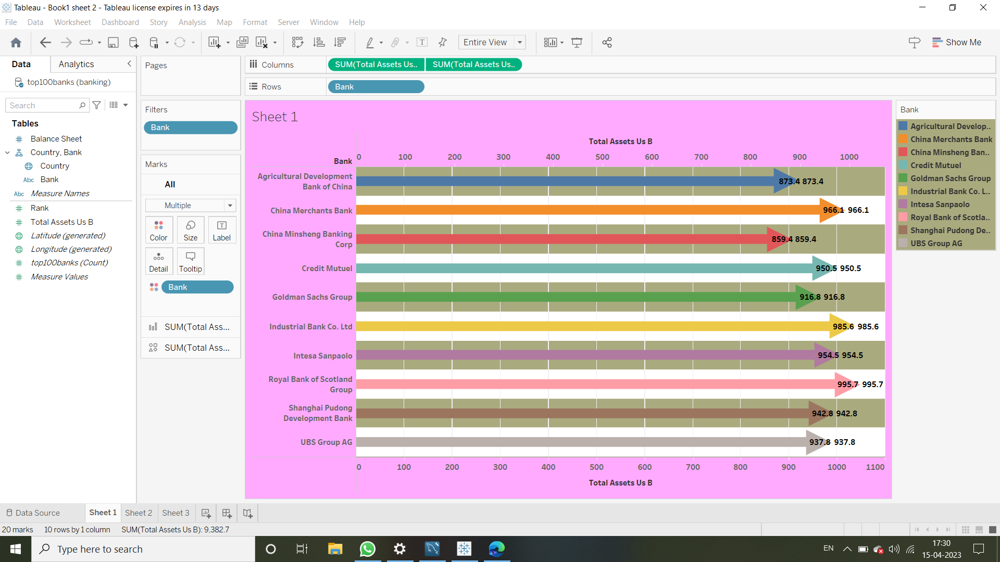 Tableau - Book1 sheet 2 - Tableau license expires in 13 days
File Data Worksheet Dashboard Story Analysis Map Format Server Window Help
Entire View
Show Me
Data Analytics
top100banks (banking)
Search
Tables
Balance Sheet
Country, Bank
Country
Abc Bank
Abc Measure Names
Rank
Total Assets Us B
Latitude (generated)
Longitude (generated)
top100banks (Count)
Measure Values
Pages
Filters
Bank
Marks
All
Multiple
Color Size Label
Detail Tooltip
Bank
SUM(Total Ass...
SUM(Total Ass...
Columns SUM(Total Assets Us.. SUM(Total Assets Us..
Rows Bank
Sheet 1
Total Assets Us B
Bank 0 100 200 300 400 500 600 700 800 900 1000
Agricultural Development
Bank of China 873.4 873.4
China Merchants Bank 966.1 966.1
China Minsheng Banking
Corp 859.4 859.4
Credit Mutuel 950.5 950.5
Goldman Sachs Group 916.8 916.8
Industrial Bank Co. Ltd 985.6 985.6
Intesa Sanpaolo 954.5 954.5
Royal Bank of Scotland
Group 995.7 995.7
Shanghai Pudong
Development Bank 942.8 942.8
UBS Group AG 937.8 937.8
0 100 200 300 400 500 600 700 800 900 1000 1100
Total Assets Us B
Bank
Agricultural Develop..
China Merchants Bank
China Minsheng Ban..
Credit Mutuel
Goldman Sachs Group
Industrial Bank Co. L..
Intesa Sanpaolo
Royal Bank of Scotla..
Shanghai Pudong De..
UBS Group AG
Data Source Sheet 1 Sheet 2 Sheet 3
20 marks 10 rows by 1 column SUM(Total Assets Us B): 9,382.7
Type here to search
EN
17:30
15-04-2023